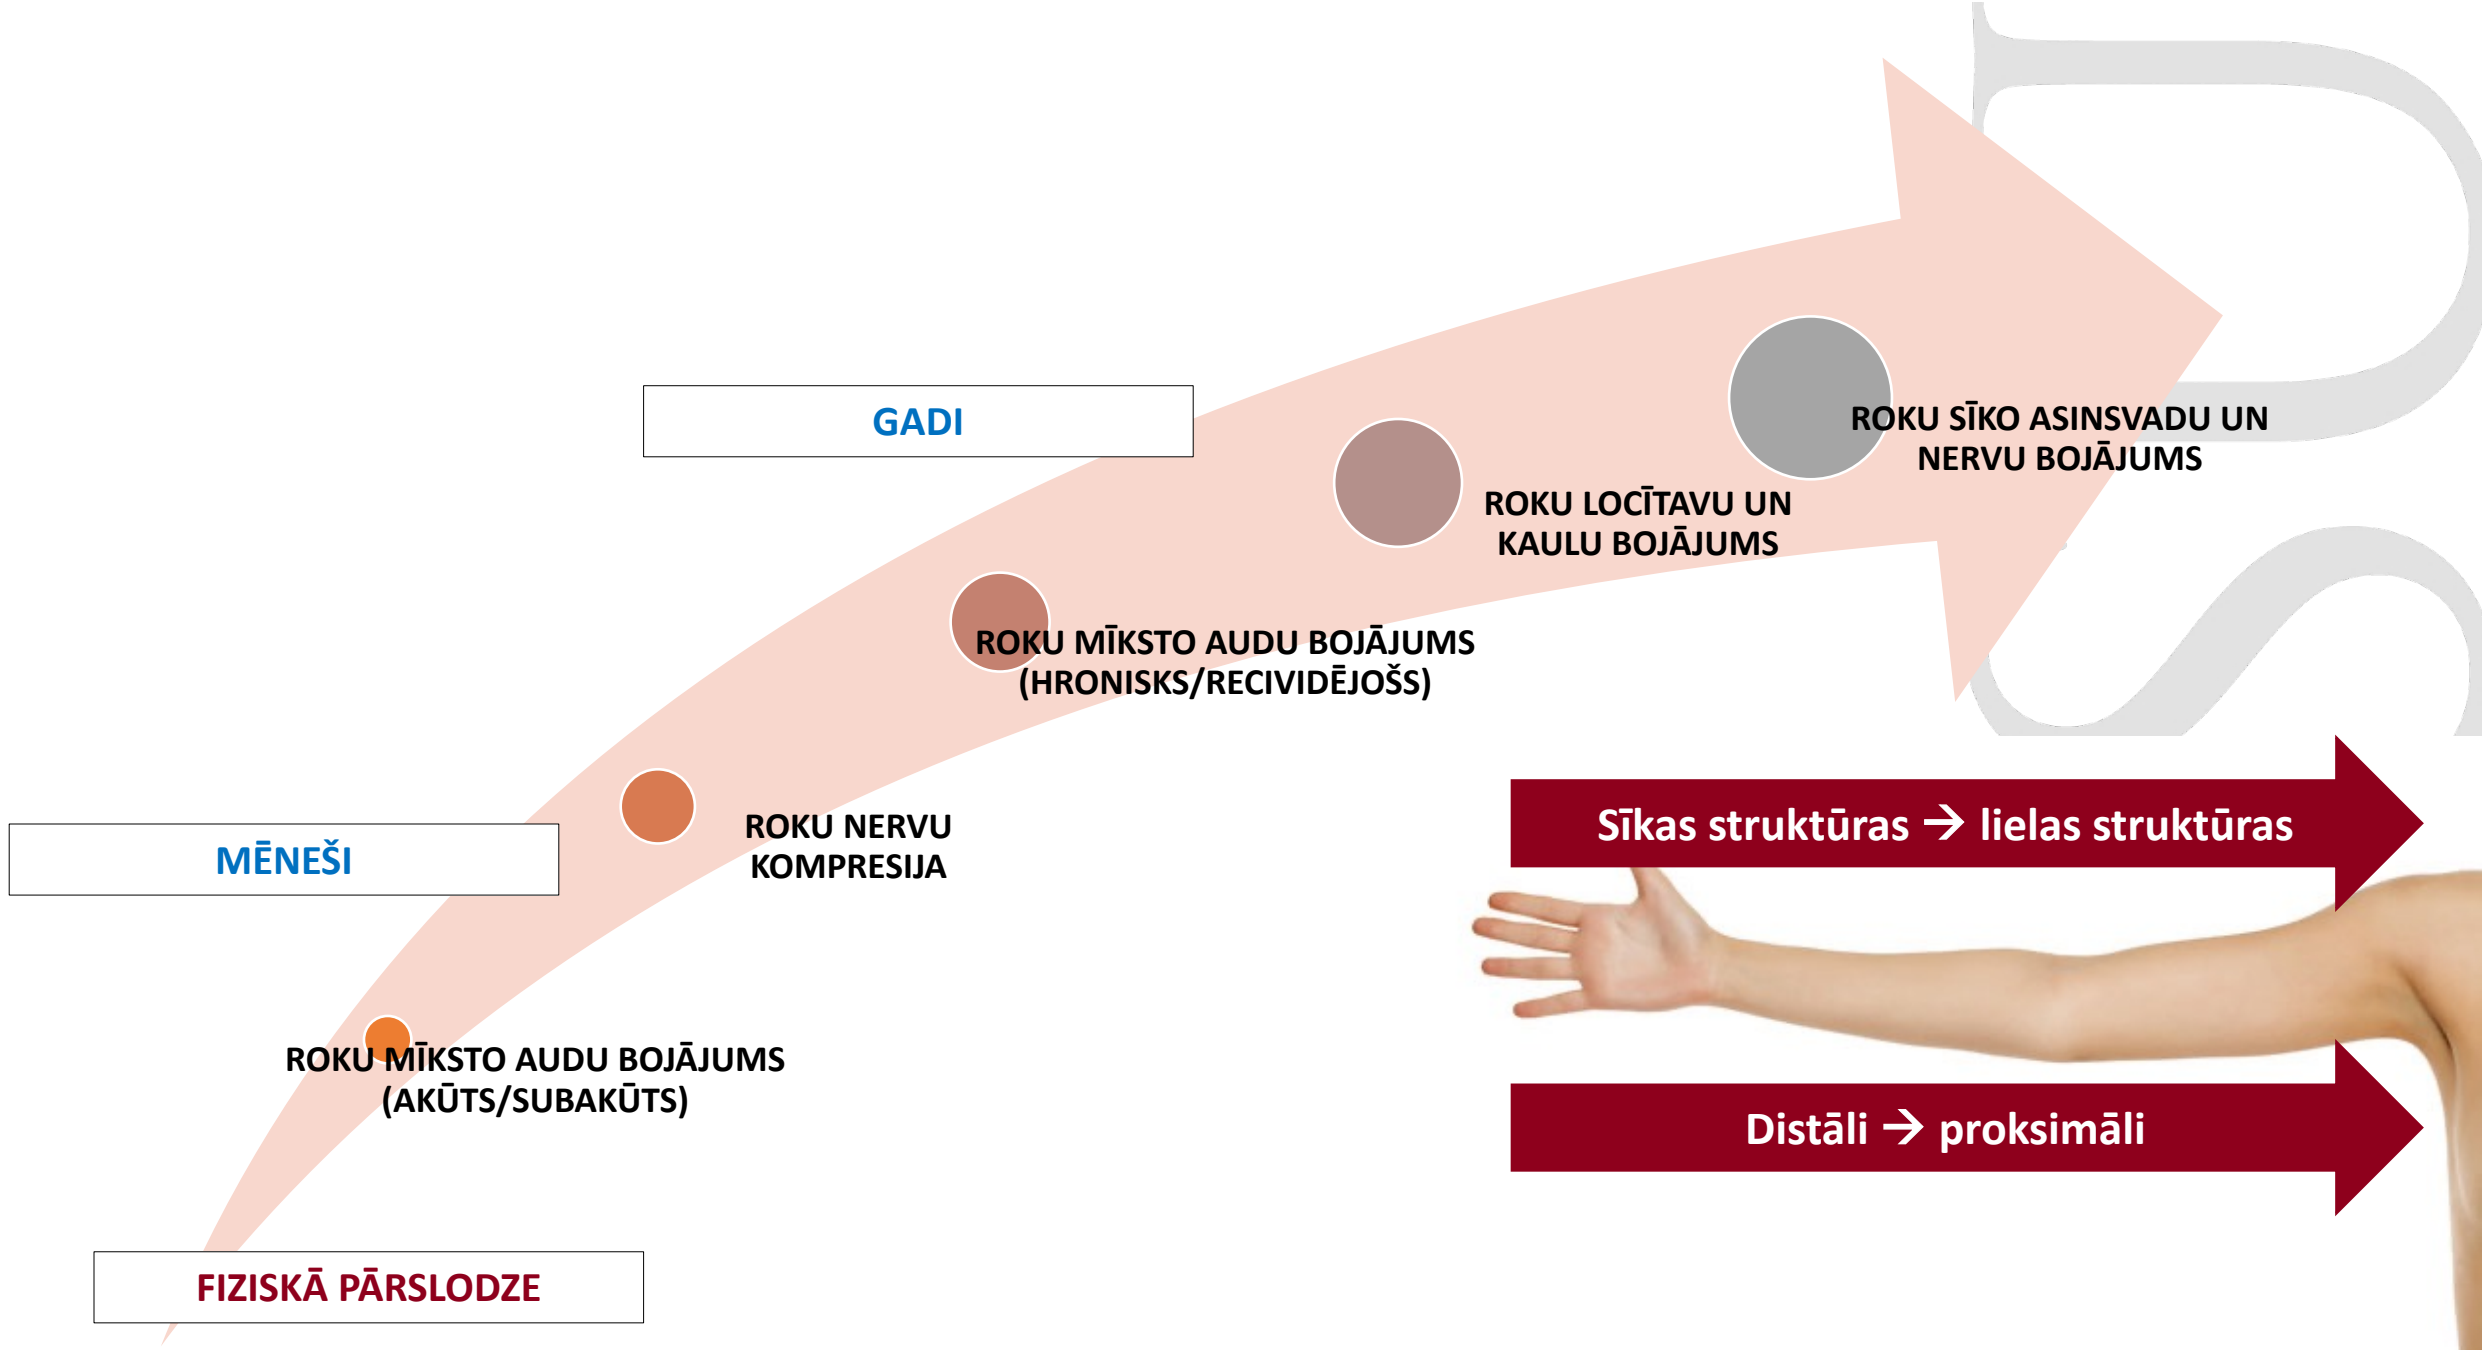 GADI
ROKU SĪKO ASINSVADU UN
NERVU BOJĀJUMS
ROKU LOCĪTAVU UN
KAULU BOJĀJUMS
ROKU MĪKSTO AUDU BOJĀJUMS
(HRONISKS/RECIVIDĒJOŠS)
ROKU NERVU
KOMPRESIJA
MĒNEŠI
ROKU MĪKSTO AUDU BOJĀJUMS
(AKŪTS/SUBAKŪTS)
FIZISKĀ PĀRSLODZE
Sīkas struktūras → lielas struktūras
Distāli → proksimāli